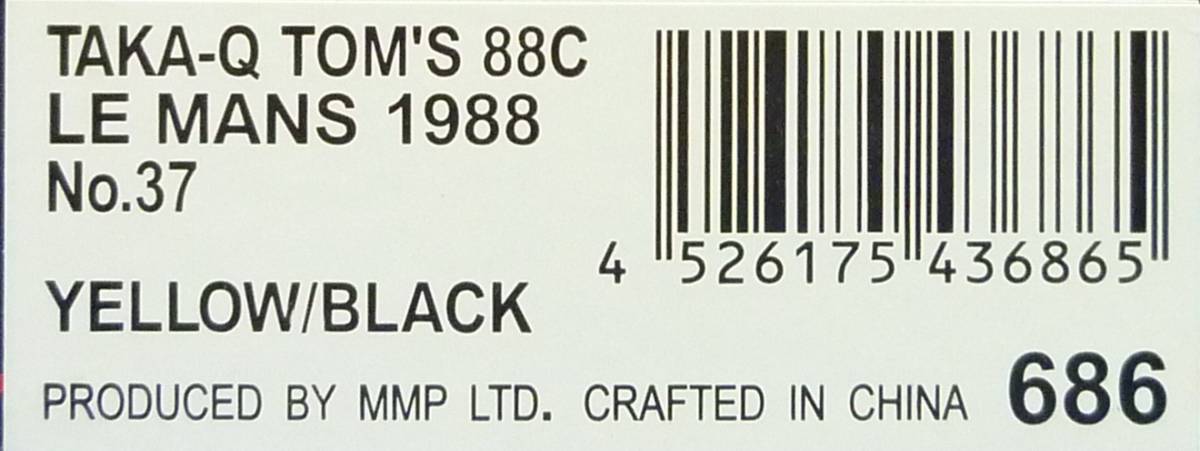 TAKA-Q TOM'S 88C
LE MANS 1988
No.37
4 526175 436865
YELLOW/BLACK
PRODUCED BY MMP LTD. CRAFTED IN CHINA 686